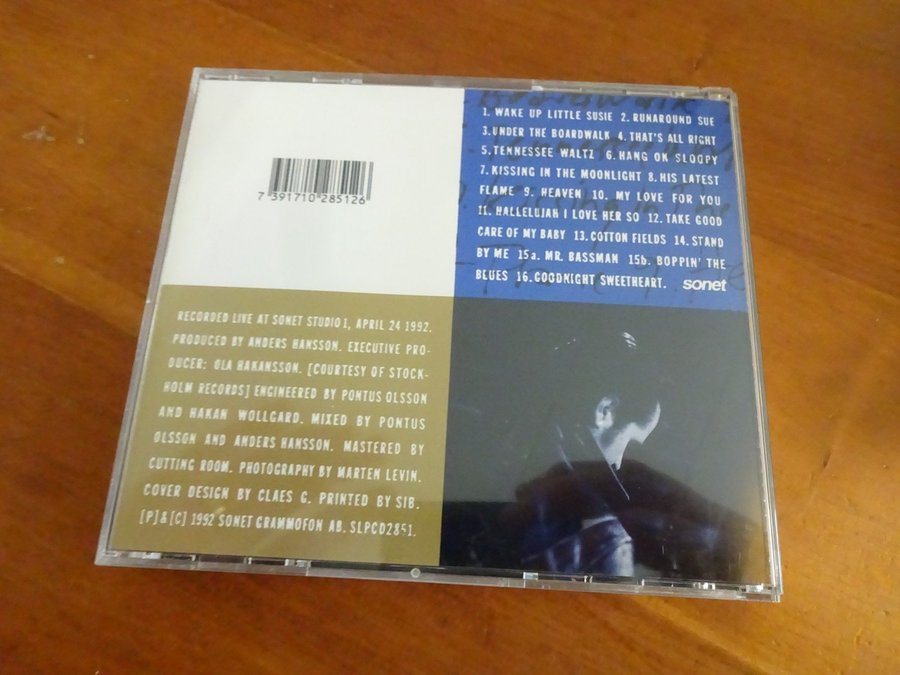 7 391710 285126
1. WAKE UP LITTLE SUSIE 2. RUNAROUND SUE
3. UNDER THE BOARDWALK 4. THAT'S ALL RIGHT
5. TENNESSEE WALTZ 6. HANG OK SLOOPY
7. KISSING IN THE MOONLIGHT 8. HIS LATEST
FLAME 9. HEAVEN 10. MY LOVE FOR YOU
11. HALLELUJAH I LOVE HER SO 12. TAKE GOOD
CARE OF MY BABY 13. COTTON FIELDS 14. STAND
BY ME 15a. MR. BASSMAN 15b. BOPPIN' THE
BLUES 16. GOODNIGHT SWEETHEART. sonet
RECORDED LIVE AT SONET STUDIO 1, APRIL 24 1992.
PRODUCED BY ANDERS HANSSON. EXECUTIVE PRO-
DUCER: OLA HAKANSSON. [COURTESY OF STOCK-
HOLM RECORDS] ENGINEERED BY PONTUS OLSSON
AND HAKAN WOLLGARD. MIXED BY PONTUS
OLSSON AND ANDERS HANSSON. MASTERED BY
CUTTING ROOM. PHOTOGRAPHY BY MARTEN LEVIN.
COVER DESIGN BY CLAES G. PRINTED BY SIB.
[P]&[C] 1992 SONET GRAMMOFON AB. SLPCD2851.